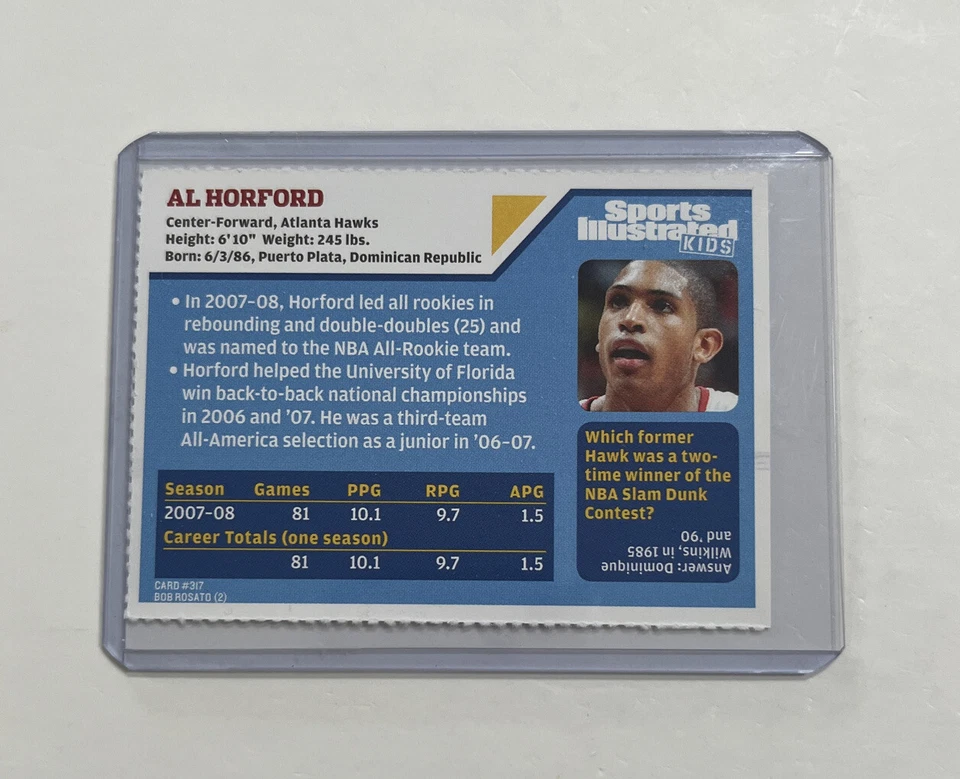 AL HORFORD
Center-Forward, Atlanta Hawks
Height: 6'10" Weight: 245 lbs.
Born: 6/3/86, Puerto Plata, Dominican Republic
Sports
Illustrated
KIDS
• In 2007-08, Horford led all rookies in
rebounding and double-doubles (25) and
was named to the NBA All-Rookie team.
• Horford helped the University of Florida
win back-to-back national championships
in 2006 and '07. He was a third-team
All-America selection as a junior in '06-07.
Season Games PPG RPG APG
2007-08 81 10.1 9.7 1.5
Career Totals (one season)
81 10.1 9.7 1.5
CARD #317
BOB ROSATO (2)
Which former
Hawk was a two-
time winner of the
NBA Slam Dunk
Contest?
Answer: Dominique
Wilkins, in 1985
and '90